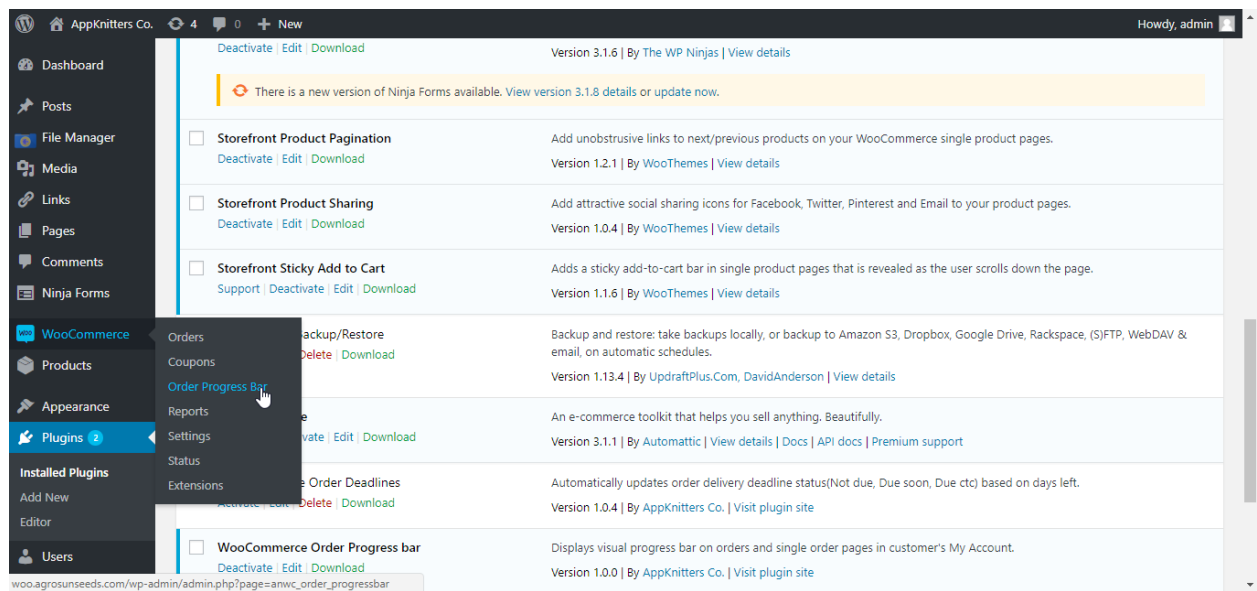 AppKnitters Co. 4 0 + New Howdy, admin
Dashboard
Posts
File Manager
Media
Links
Pages
Comments
Ninja Forms
WooCommerce
Products
Appearance
Plugins 2
Installed Plugins
Add New
Editor
Users
Orders
Coupons
Order Progress Bar
Reports
Settings
Status
Extensions
Deactivate | Edit | Download
Version 3.1.6 | By The WP Ninjas | View details
There is a new version of Ninja Forms available. View version 3.1.8 details or update now.
Storefront Product Pagination
Deactivate | Edit | Download
Add unobstrusive links to next/previous products on your WooCommerce single product pages.
Version 1.2.1 | By WooThemes | View details
Storefront Product Sharing
Deactivate | Edit | Download
Add attractive social sharing icons for Facebook, Twitter, Pinterest and Email to your product pages.
Version 1.0.4 | By WooThemes | View details
Storefront Sticky Add to Cart
Support | Deactivate | Edit | Download
Adds a sticky add-to-cart bar in single product pages that is revealed as the user scrolls down the page.
Version 1.1.6 | By WooThemes | View details
ackup/Restore
Delete | Download
Backup and restore: take backups locally, or backup to Amazon S3, Dropbox, Google Drive, Rackspace, (S)FTP, WebDAV &
email, on automatic schedules.
Version 1.13.4 | By UpdraftPlus.Com, DavidAnderson | View details
e
vate | Edit | Download
An e-commerce toolkit that helps you sell anything. Beautifully.
Version 3.1.1 | By Automattic | View details | Docs | API docs | Premium support
e Order Deadlines
Activate | Edit | Delete | Download
Automatically updates order delivery deadline status(Not due, Due soon, Due ctc) based on days left.
Version 1.0.4 | By AppKnitters Co. | Visit plugin site
WooCommerce Order Progress bar
Deactivate | Edit | Download
Displays visual progress bar on orders and single order pages in customer's My Account.
Version 1.0.0 | By AppKnitters Co. | Visit plugin site
woo.agrosunseeds.com/wp-admin/admin.php?page=anwc_order_progressbar